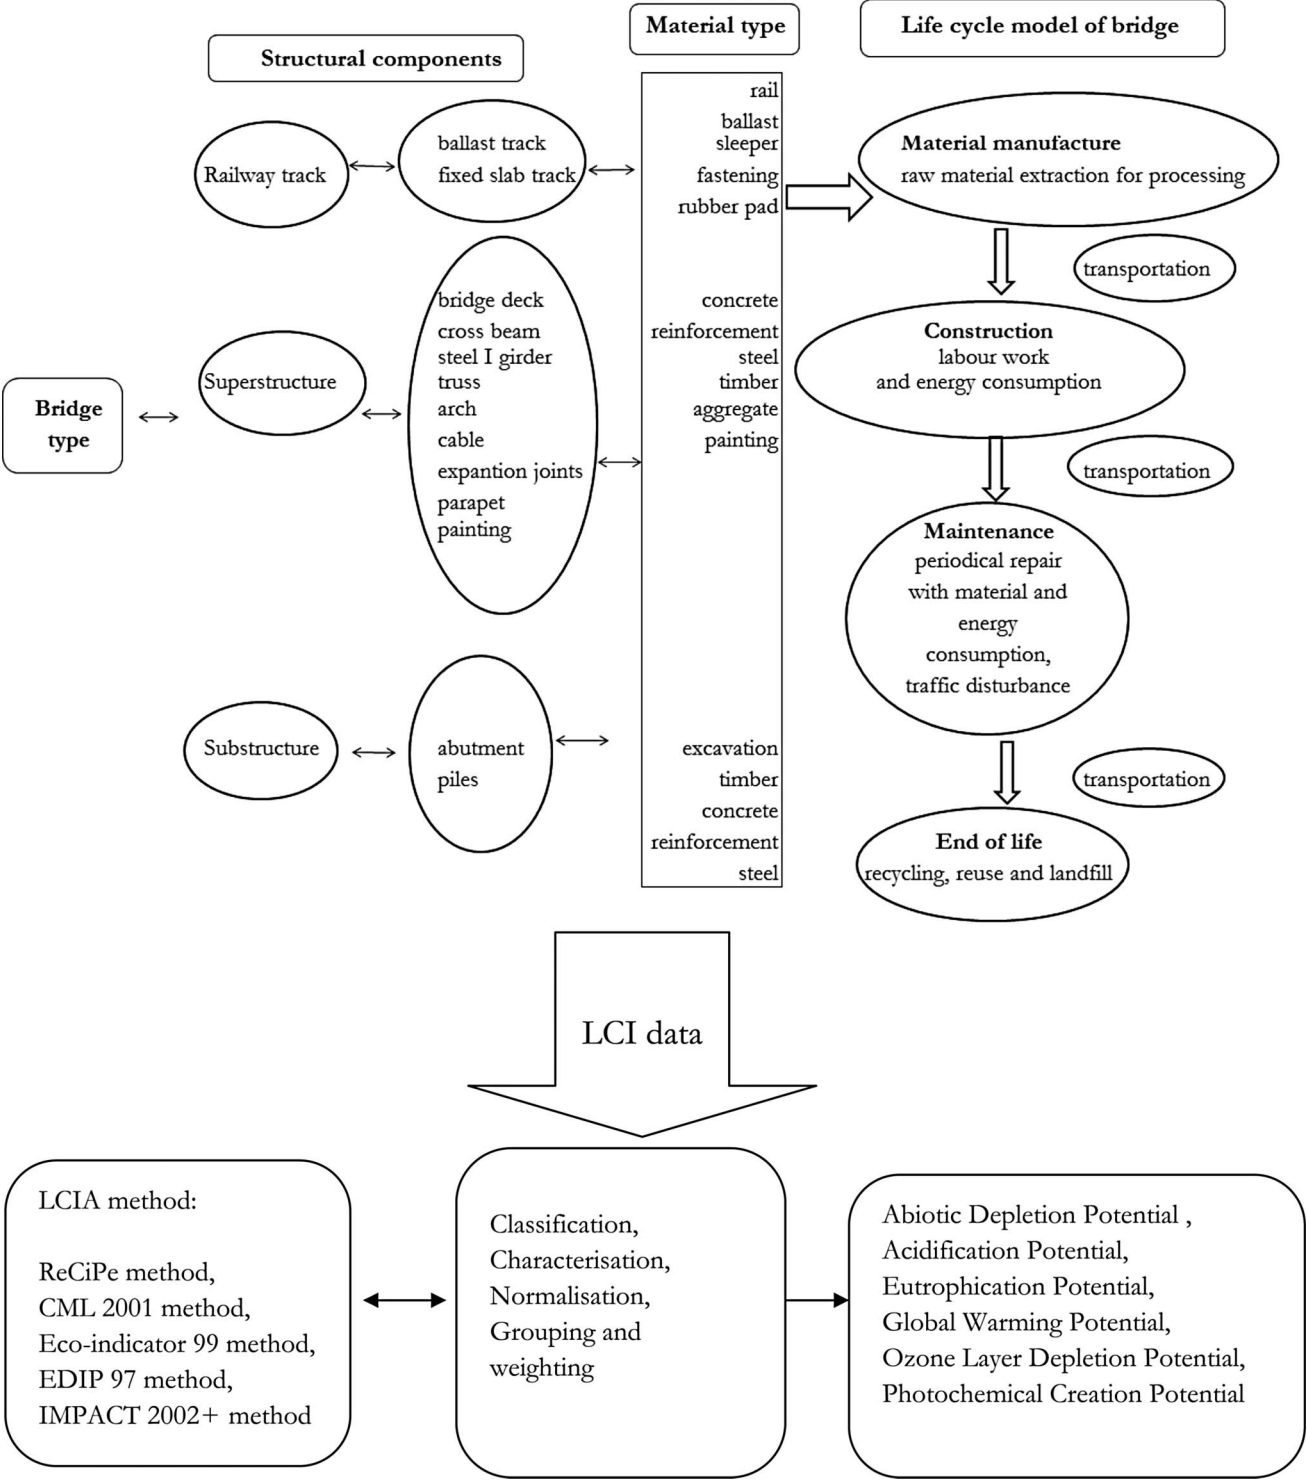 Structural components
Material type
Life cycle model of bridge
Bridge
type
Railway track
ballast track
fixed slab track
Superstructure
bridge deck
cross beam
steel I girder
truss
arch
cable
expantion joints
parapet
painting
Substructure
abutment
piles
rail
ballast
sleeper
fastening
rubber pad
concrete
reinforcement
steel
timber
aggregate
painting
excavation
timber
concrete
reinforcement
steel
Material manufacture
raw material extraction for processing
transportation
Construction
labour work
and energy consumption
transportation
Maintenance
periodical repair
with material and
energy
consumption,
traffic disturbance
transportation
End of life
recycling, reuse and landfill
LCI data
LCIA method:
ReCiPe method,
CML 2001 method,
Eco-indicator 99 method,
EDIP 97 method,
IMPACT 2002+ method
Classification,
Characterisation,
Normalisation,
Grouping and
weighting
Abiotic Depletion Potential ,
Acidification Potential,
Eutrophication Potential,
Global Warming Potential,
Ozone Layer Depletion Potential,
Photochemical Creation Potential